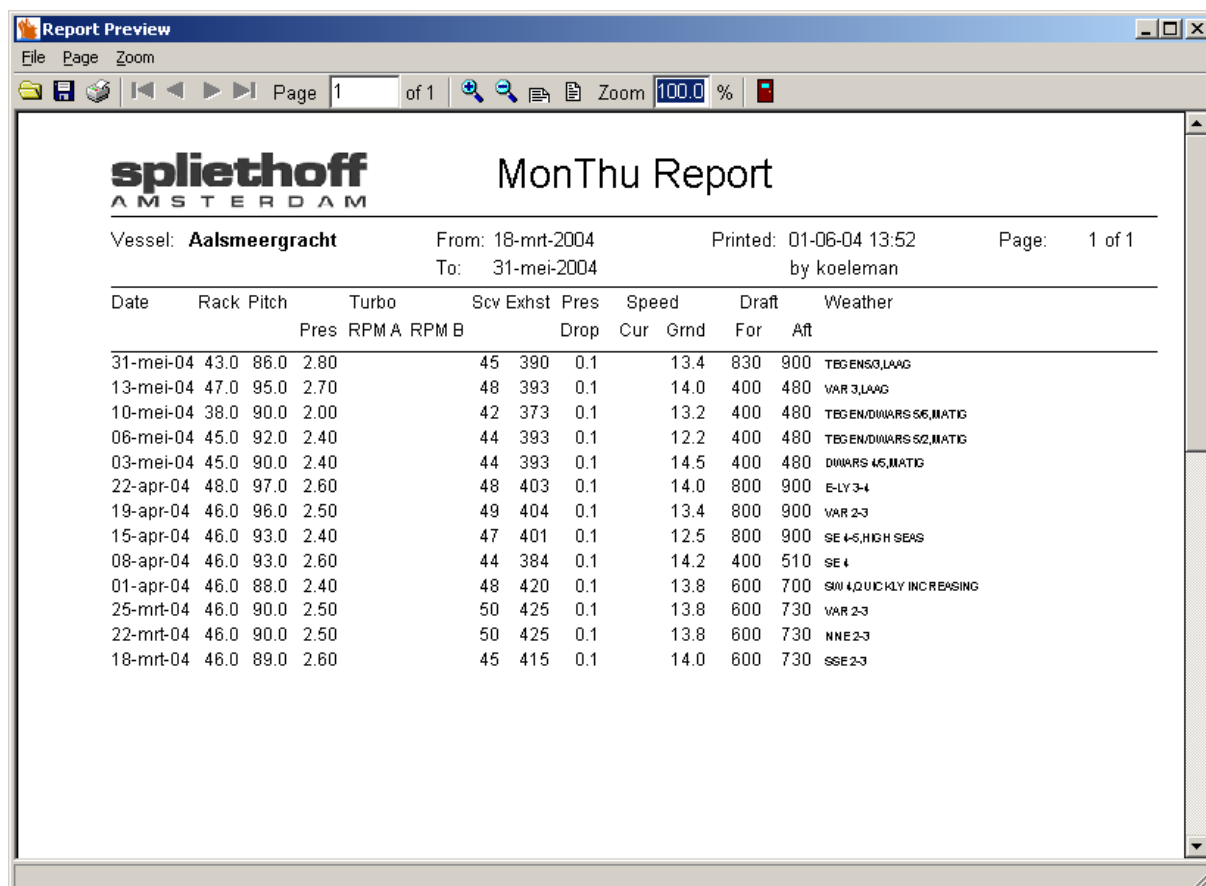 Report Preview
File Page Zoom
Page 1 of 1 Zoom 100.0 %
spliethoff
AMSTERDAM
MonThu Report
Vessel: Aalsmeergracht From: 18-mrt-2004 Printed: 01-06-04 13:52 Page: 1 of 1
To: 31-mei-2004 by koeleman
Date Rack Pitch Turbo Scv Exhst Pres Speed Draft Weather
Pres RPM A RPM B Drop Cur Grnd For Aft
31-mei-04 43.0 86.0 2.80 45 390 0.1 13.4 830 900 TEGEN5/3,LAAG
13-mei-04 47.0 95.0 2.70 48 393 0.1 14.0 400 480 VAR 3,LAAG
10-mei-04 38.0 90.0 2.00 42 373 0.1 13.2 400 480 TEGEN/DWARS 5/6,MATIG
06-mei-04 45.0 92.0 2.40 44 393 0.1 12.2 400 480 TEGEN/DWARS 5/2,MATIG
03-mei-04 45.0 90.0 2.40 44 393 0.1 14.5 400 480 DWARS 4/5,MATIG
22-apr-04 48.0 97.0 2.60 48 403 0.1 14.0 800 900 E-LY 3-4
19-apr-04 46.0 96.0 2.50 49 404 0.1 13.4 800 900 VAR 2-3
15-apr-04 46.0 93.0 2.40 47 401 0.1 12.5 800 900 SE 4-5,HIGH SEAS
08-apr-04 46.0 93.0 2.60 44 384 0.1 14.2 400 510 SE 4
01-apr-04 46.0 88.0 2.40 48 420 0.1 13.8 600 700 SW 4,QUICKLY INCREASING
25-mrt-04 46.0 90.0 2.50 50 425 0.1 13.8 600 730 VAR 2-3
22-mrt-04 46.0 90.0 2.50 50 425 0.1 13.8 600 730 NNE 2-3
18-mrt-04 46.0 89.0 2.60 45 415 0.1 14.0 600 730 SSE 2-3